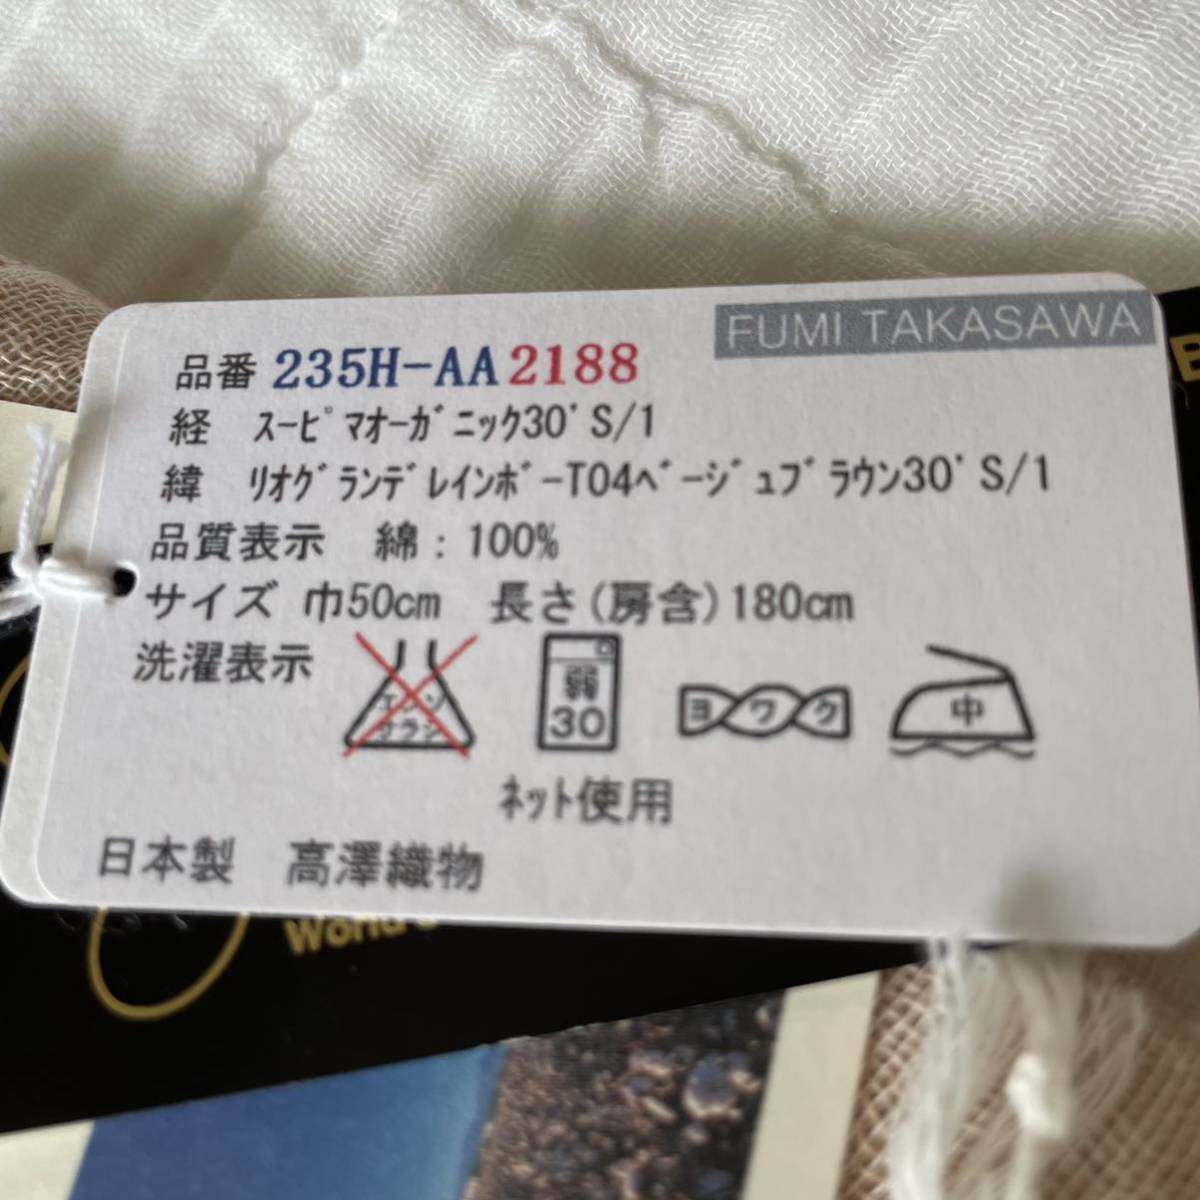 FUMI TAKASAWA
品番 235H-AA2188
経 ｽｰﾋﾟﾏｵｰｶﾞﾆｯｸ30'S/1
緯 ﾘｵｸﾞﾗﾝﾃﾞﾚｲﾝﾎﾞｰT04ﾍﾞｰｼﾞｭﾌﾞﾗｳﾝ30'S/1
品質表示 綿：100%
サイズ 巾50cm 長さ(房含)180cm
洗濯表示
エンソ
サラシ
弱
30
ヨワク
中
ﾈｯﾄ使用
日本製 高澤織物
World